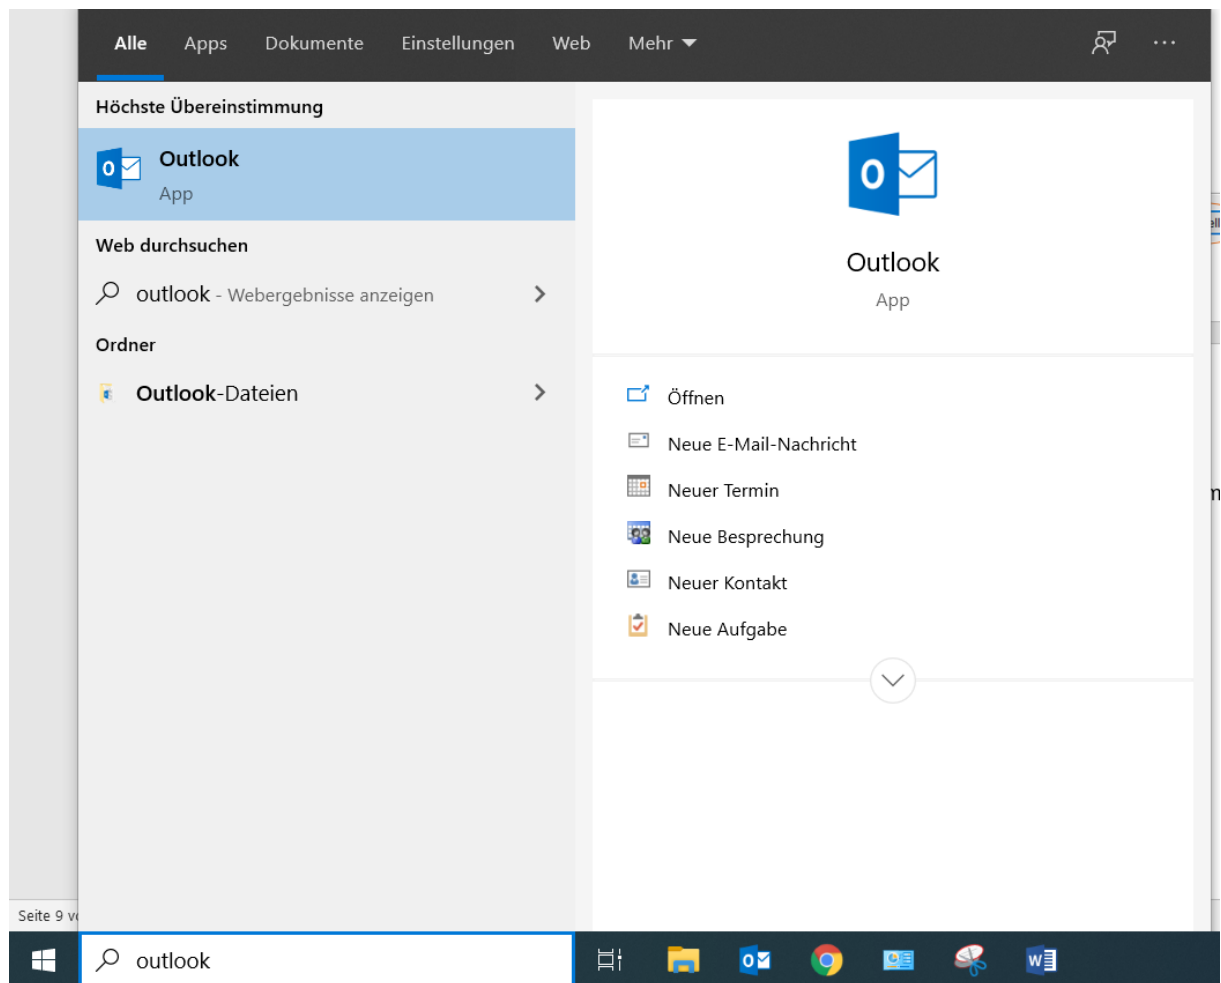 Alle Apps Dokumente Einstellungen Web Mehr
Höchste Übereinstimmung
Outlook
App
Web durchsuchen
outlook - Webergebnisse anzeigen
Ordner
Outlook-Dateien
Outlook
App
Öffnen
Neue E-Mail-Nachricht
Neuer Termin
Neue Besprechung
Neuer Kontakt
Neue Aufgabe
Seite 9
outlook